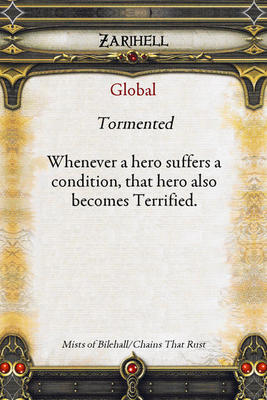 ZARIHELL
Global
Tormented
Whenever a hero suffers a
condition, that hero also
becomes Terrified.
Mists of Bilehall/Chains That Rust